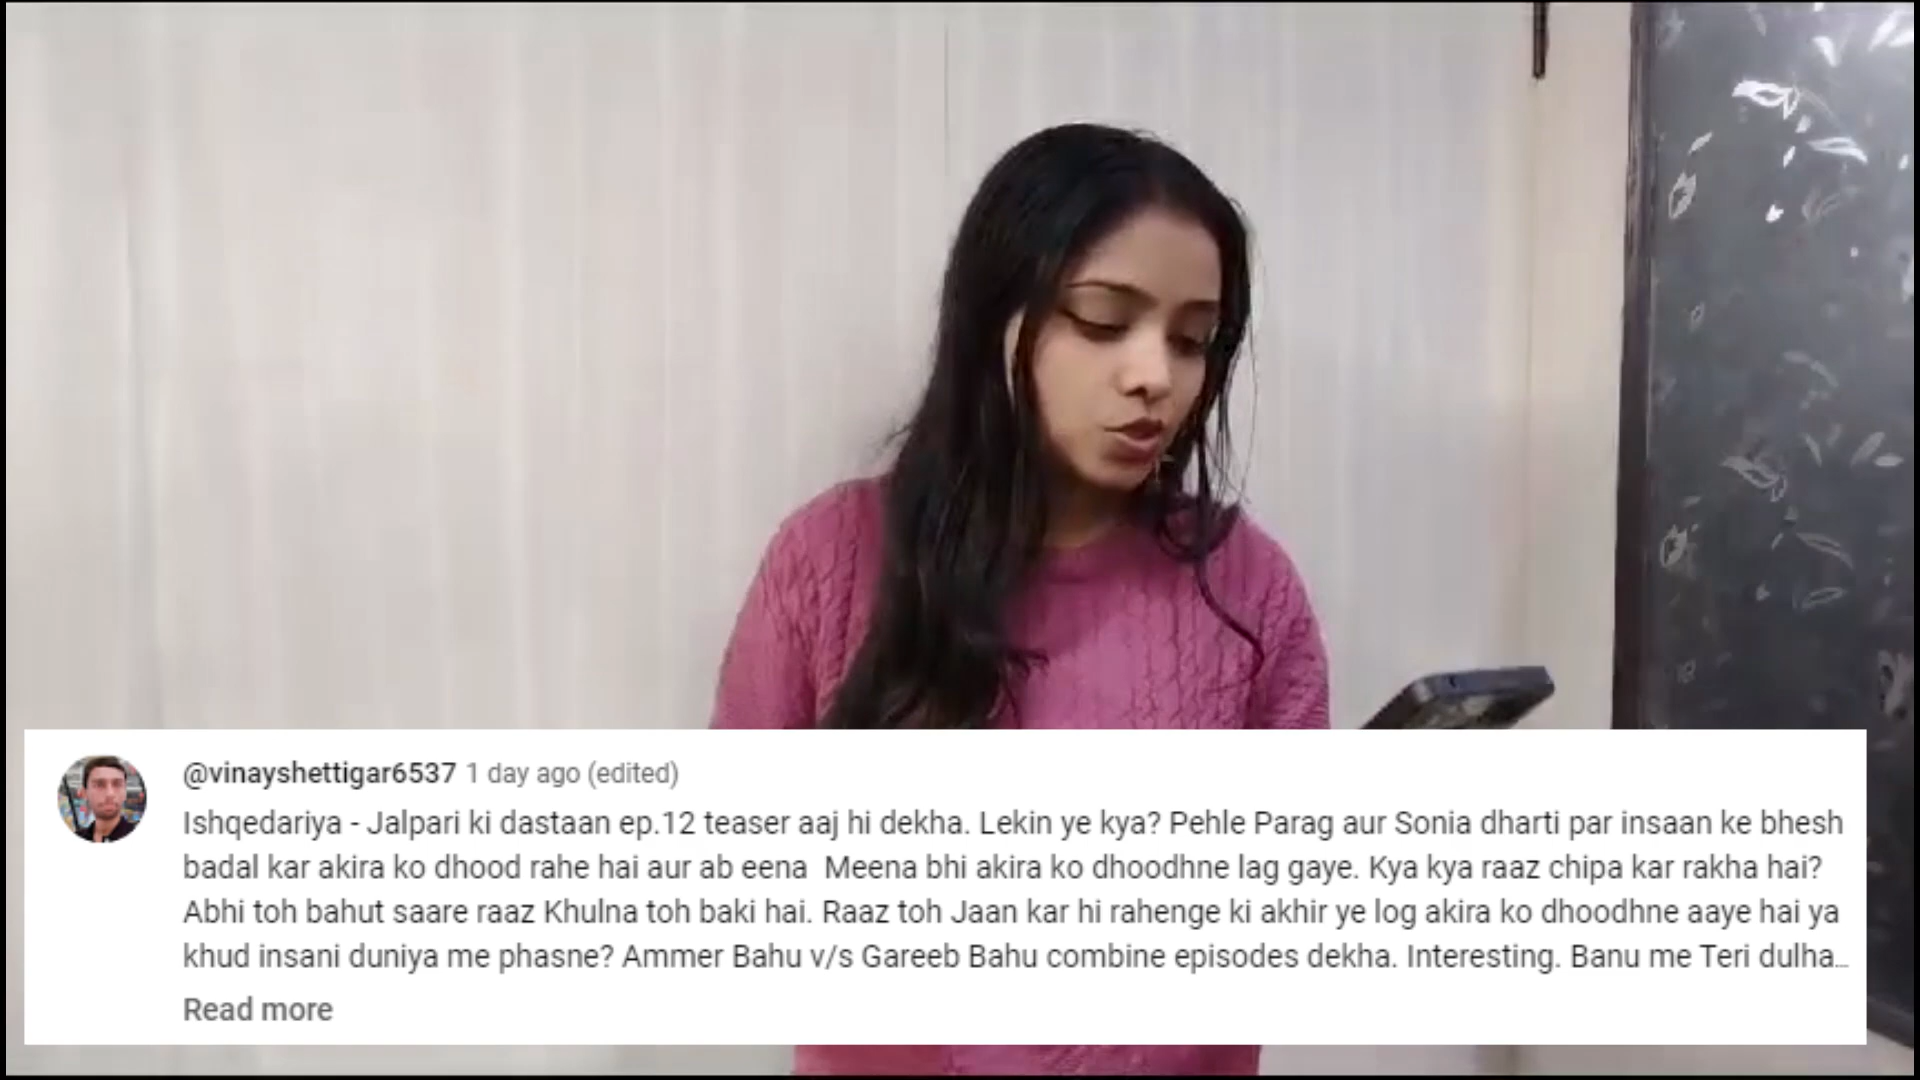 @vinayshettigar6537 1 day ago (edited)
Ishqedariya - Jalpari ki dastaan ep.12 teaser aaj hi dekha. Lekin ye kya? Pehle Parag aur Sonia dharti par insaan ke bhesh
badal kar akira ko dhood rahe hai aur ab eena  Meena bhi akira ko dhoodhne lag gaye. Kya kya raaz chipa kar rakha hai?
Abhi toh bahut saare raaz Khulna toh baki hai. Raaz toh Jaan kar hi rahenge ki akhir ye log akira ko dhoodhne aaye hai ya
khud insani duniya me phasne? Ammer Bahu v/s Gareeb Bahu combine episodes dekha. Interesting. Banu me Teri dulha...
Read more